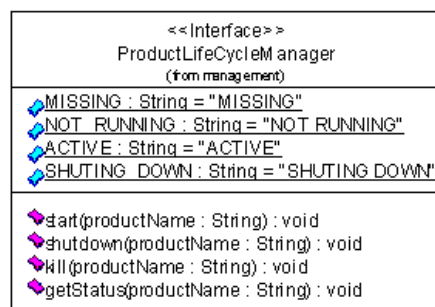 <<Interface>>
ProductLifeCycleManager
(from management)
MISSING : String = "MISSING"
NOT_RUNNING : String = "NOT RUNNING"
ACTIVE : String = "ACTIVE"
SHUTING_DOWN : String = "SHUTING DOWN"
start(productName : String) : void
shutdown(productName : String) : void
kill(productName : String) : void
getStatus(productName : String) : void